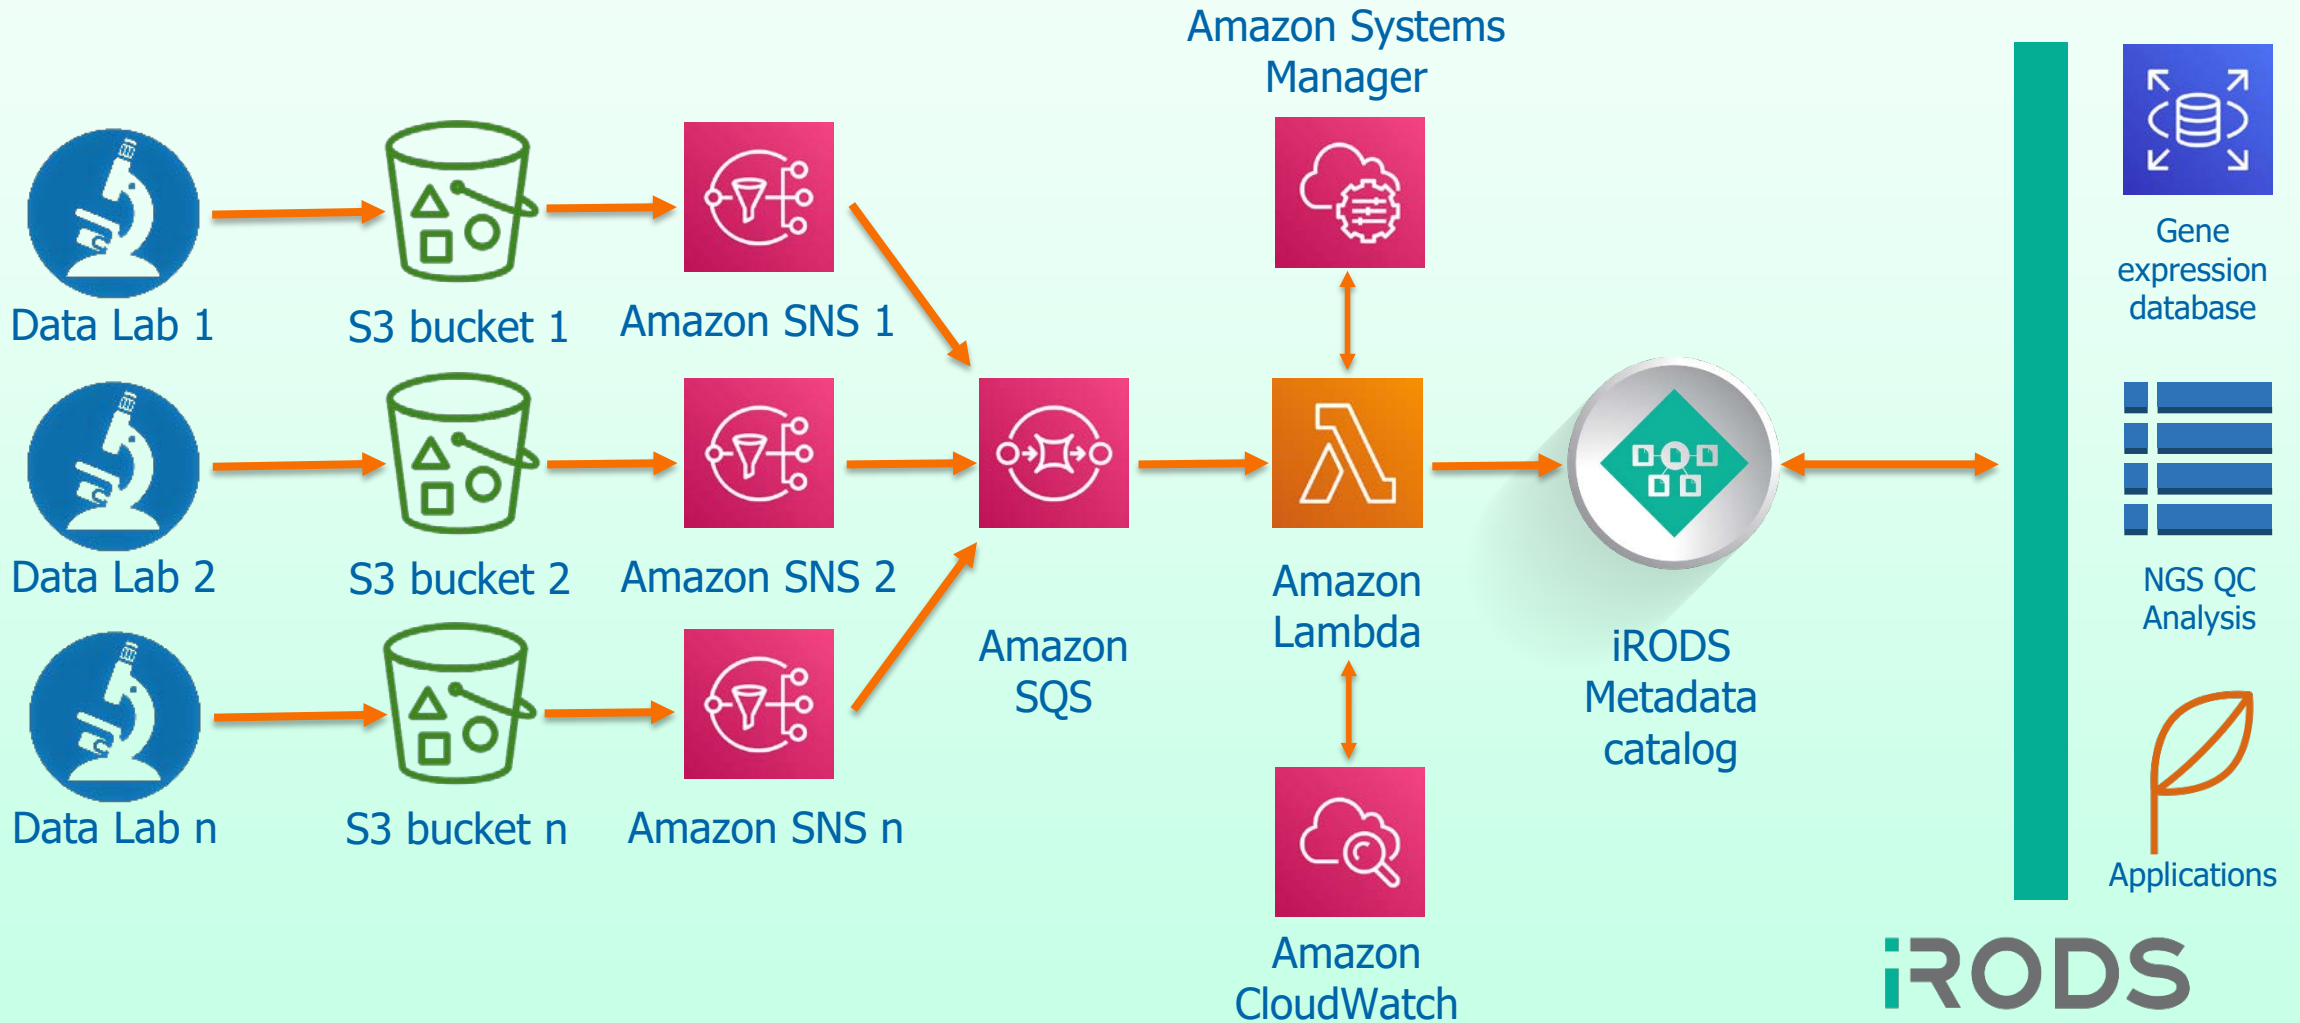 Amazon Systems
Manager
Data Lab 1
S3 bucket 1
Amazon SNS 1
Gene
expression
database
Data Lab 2
S3 bucket 2
Amazon SNS 2
Amazon
SQS
Amazon
Lambda
iRODS
Metadata
catalog
NGS QC
Analysis
Data Lab n
S3 bucket n
Amazon SNS n
Applications
Amazon
CloudWatch
iRODS